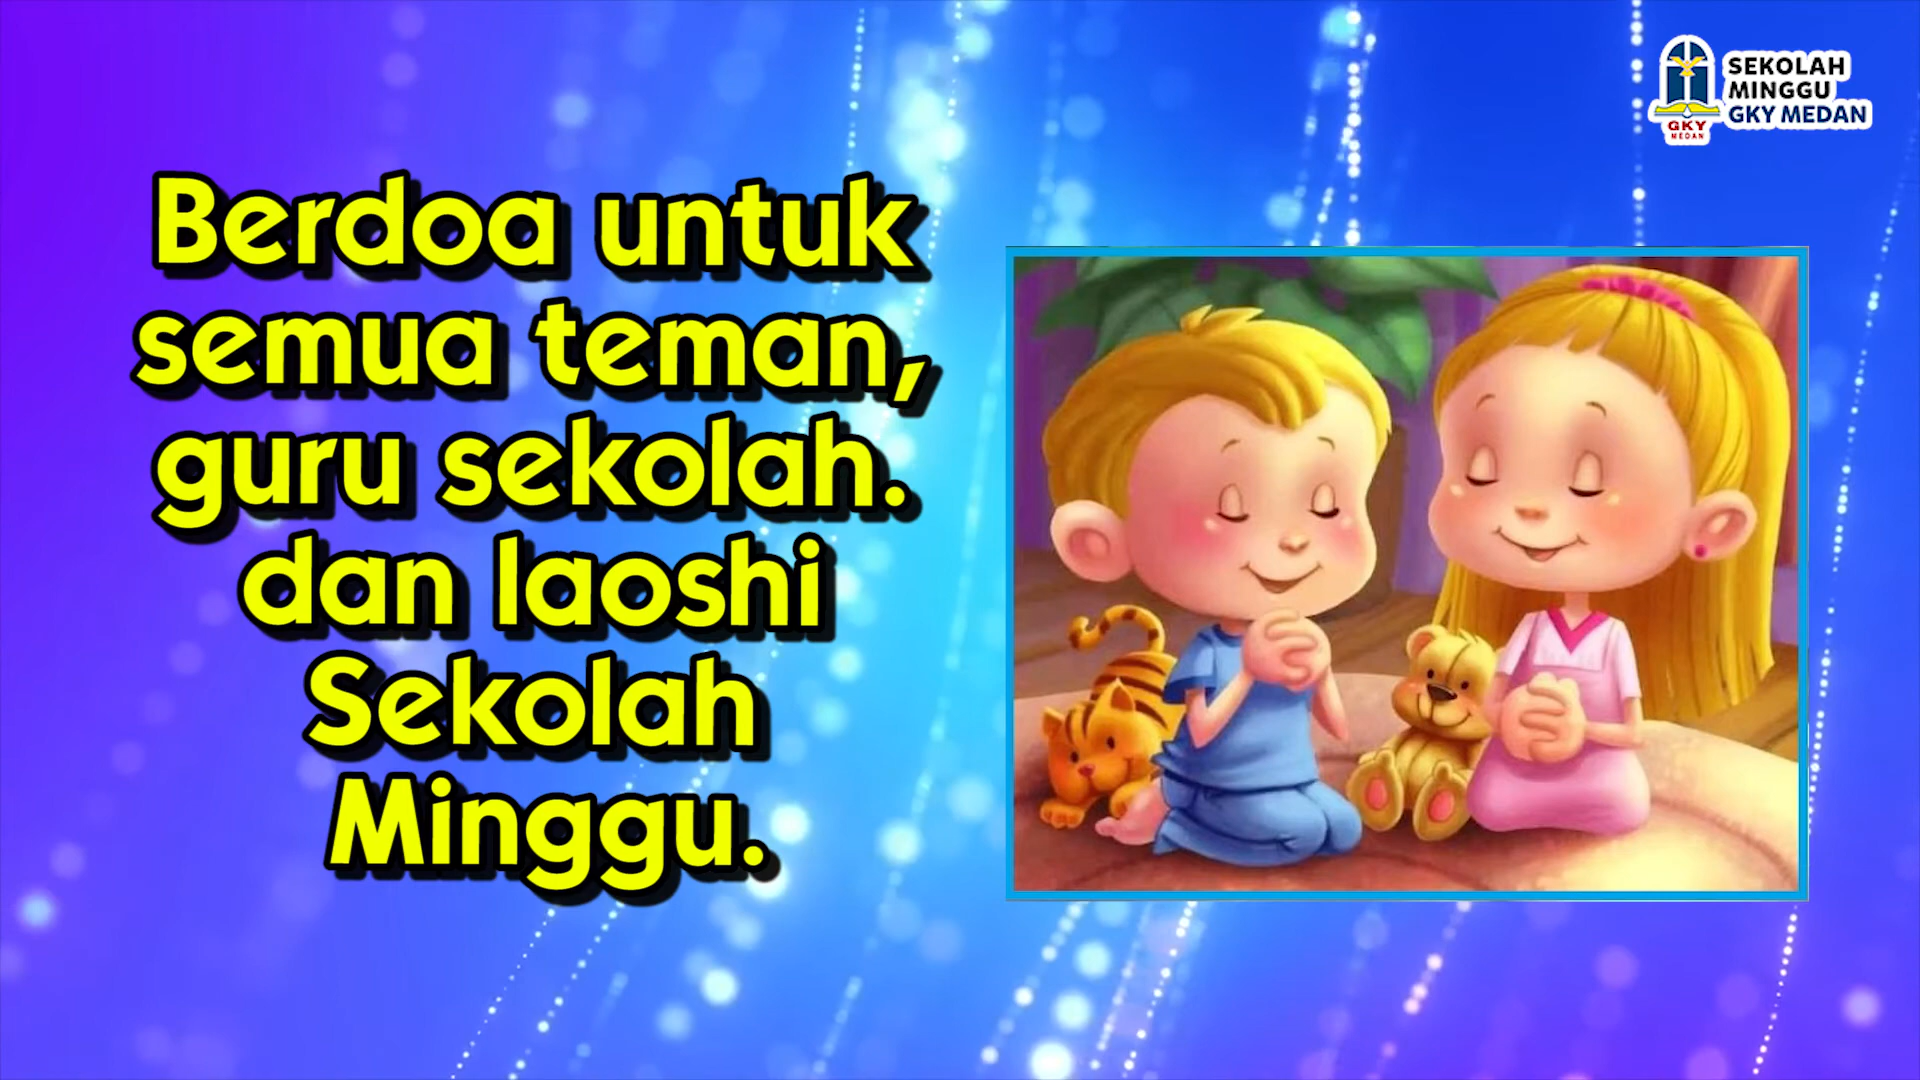 SEKOLAH
MINGGU
GKY MEDAN
GKY
MEDAN
Berdoa untuk
semua teman,
guru sekolah.
dan laoshi
Sekolah
Minggu.